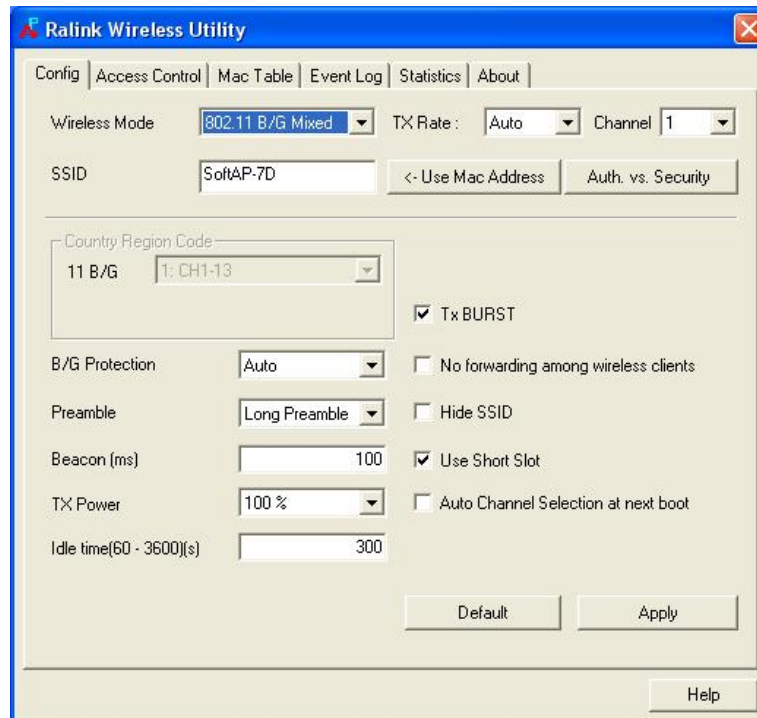 Ralink Wireless Utility
Config Access Control Mac Table Event Log Statistics About
Wireless Mode 802.11 B/G Mixed TX Rate : Auto Channel 1
SSID SoftAP-7D <- Use Mac Address Auth. vs. Security
Country Region Code
11 B/G 1: CH1-13
Tx BURST
B/G Protection Auto No forwarding among wireless clients
Preamble Long Preamble Hide SSID
Beacon (ms) 100 Use Short Slot
TX Power 100 % Auto Channel Selection at next boot
Idle time(60 - 3600)(s) 300
Default Apply
Help